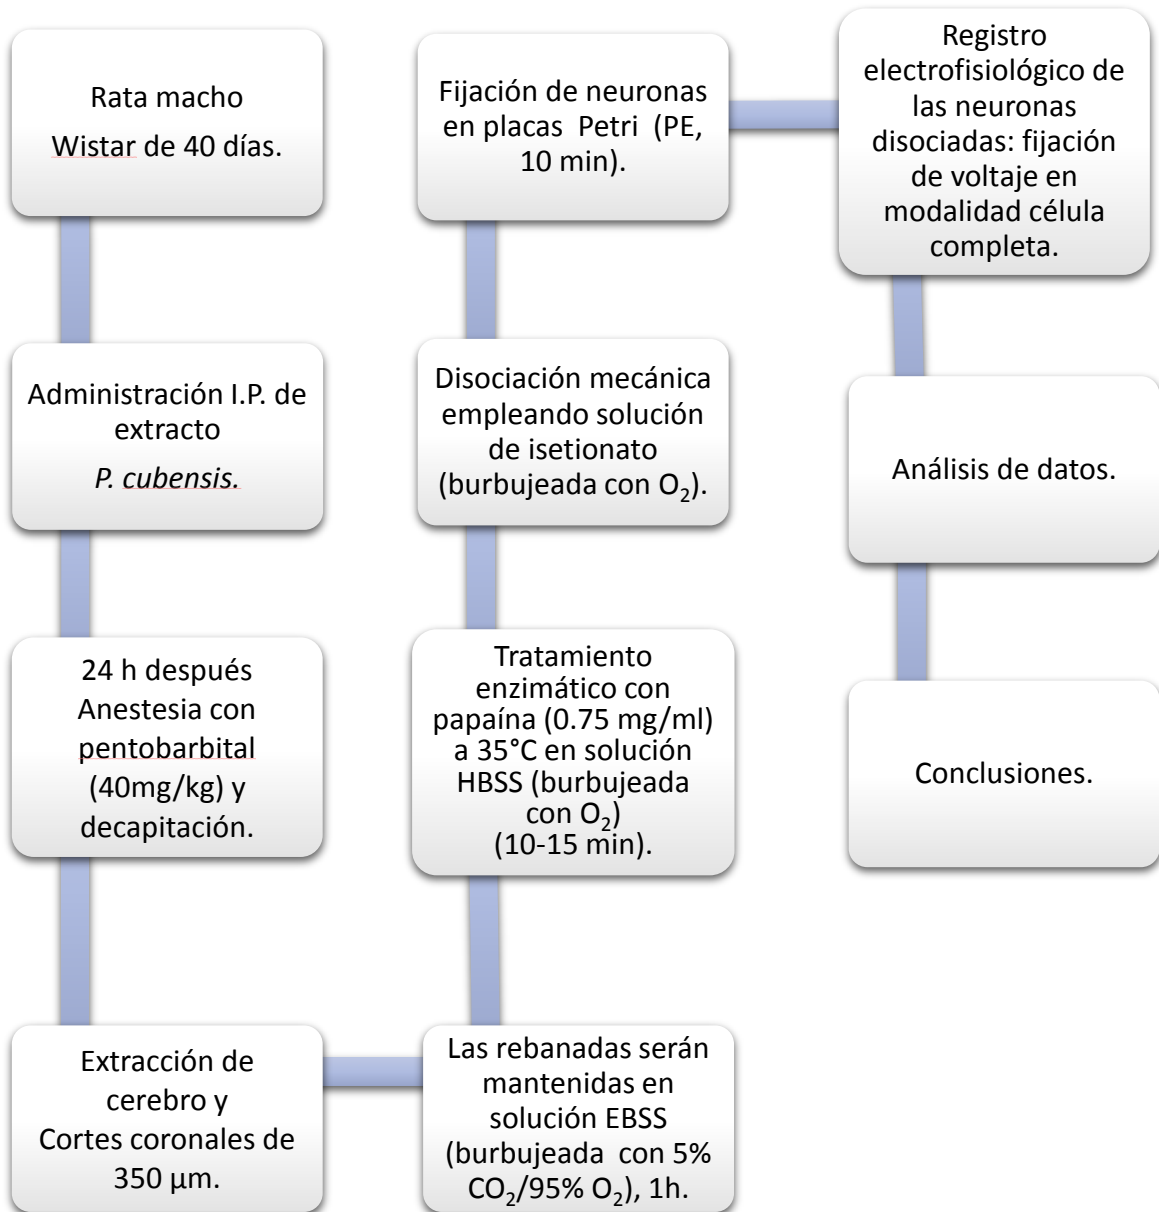 Rata macho
Wistar de 40 días.
Administración I.P. de
extracto
P. cubensis.
24 h después
Anestesia con
pentobarbital
(40mg/kg) y
decapitación.
Extracción de
cerebro y
Cortes coronales de
350 µm.
Las rebanadas serán
mantenidas en
solución EBSS
(burbujeada con 5%
CO₂/95% O₂), 1h.
Tratamiento
enzimático con
papaína (0.75 mg/ml)
a 35°C en solución
HBSS (burbujeada
con O₂)
(10-15 min).
Disociación mecánica
empleando solución
de isetionato
(burbujeada con O₂).
Fijación de neuronas
en placas Petri (PE,
10 min).
Registro
electrofisiológico de
las neuronas
disociadas: fijación
de voltaje en
modalidad célula
completa.
Análisis de datos.
Conclusiones.